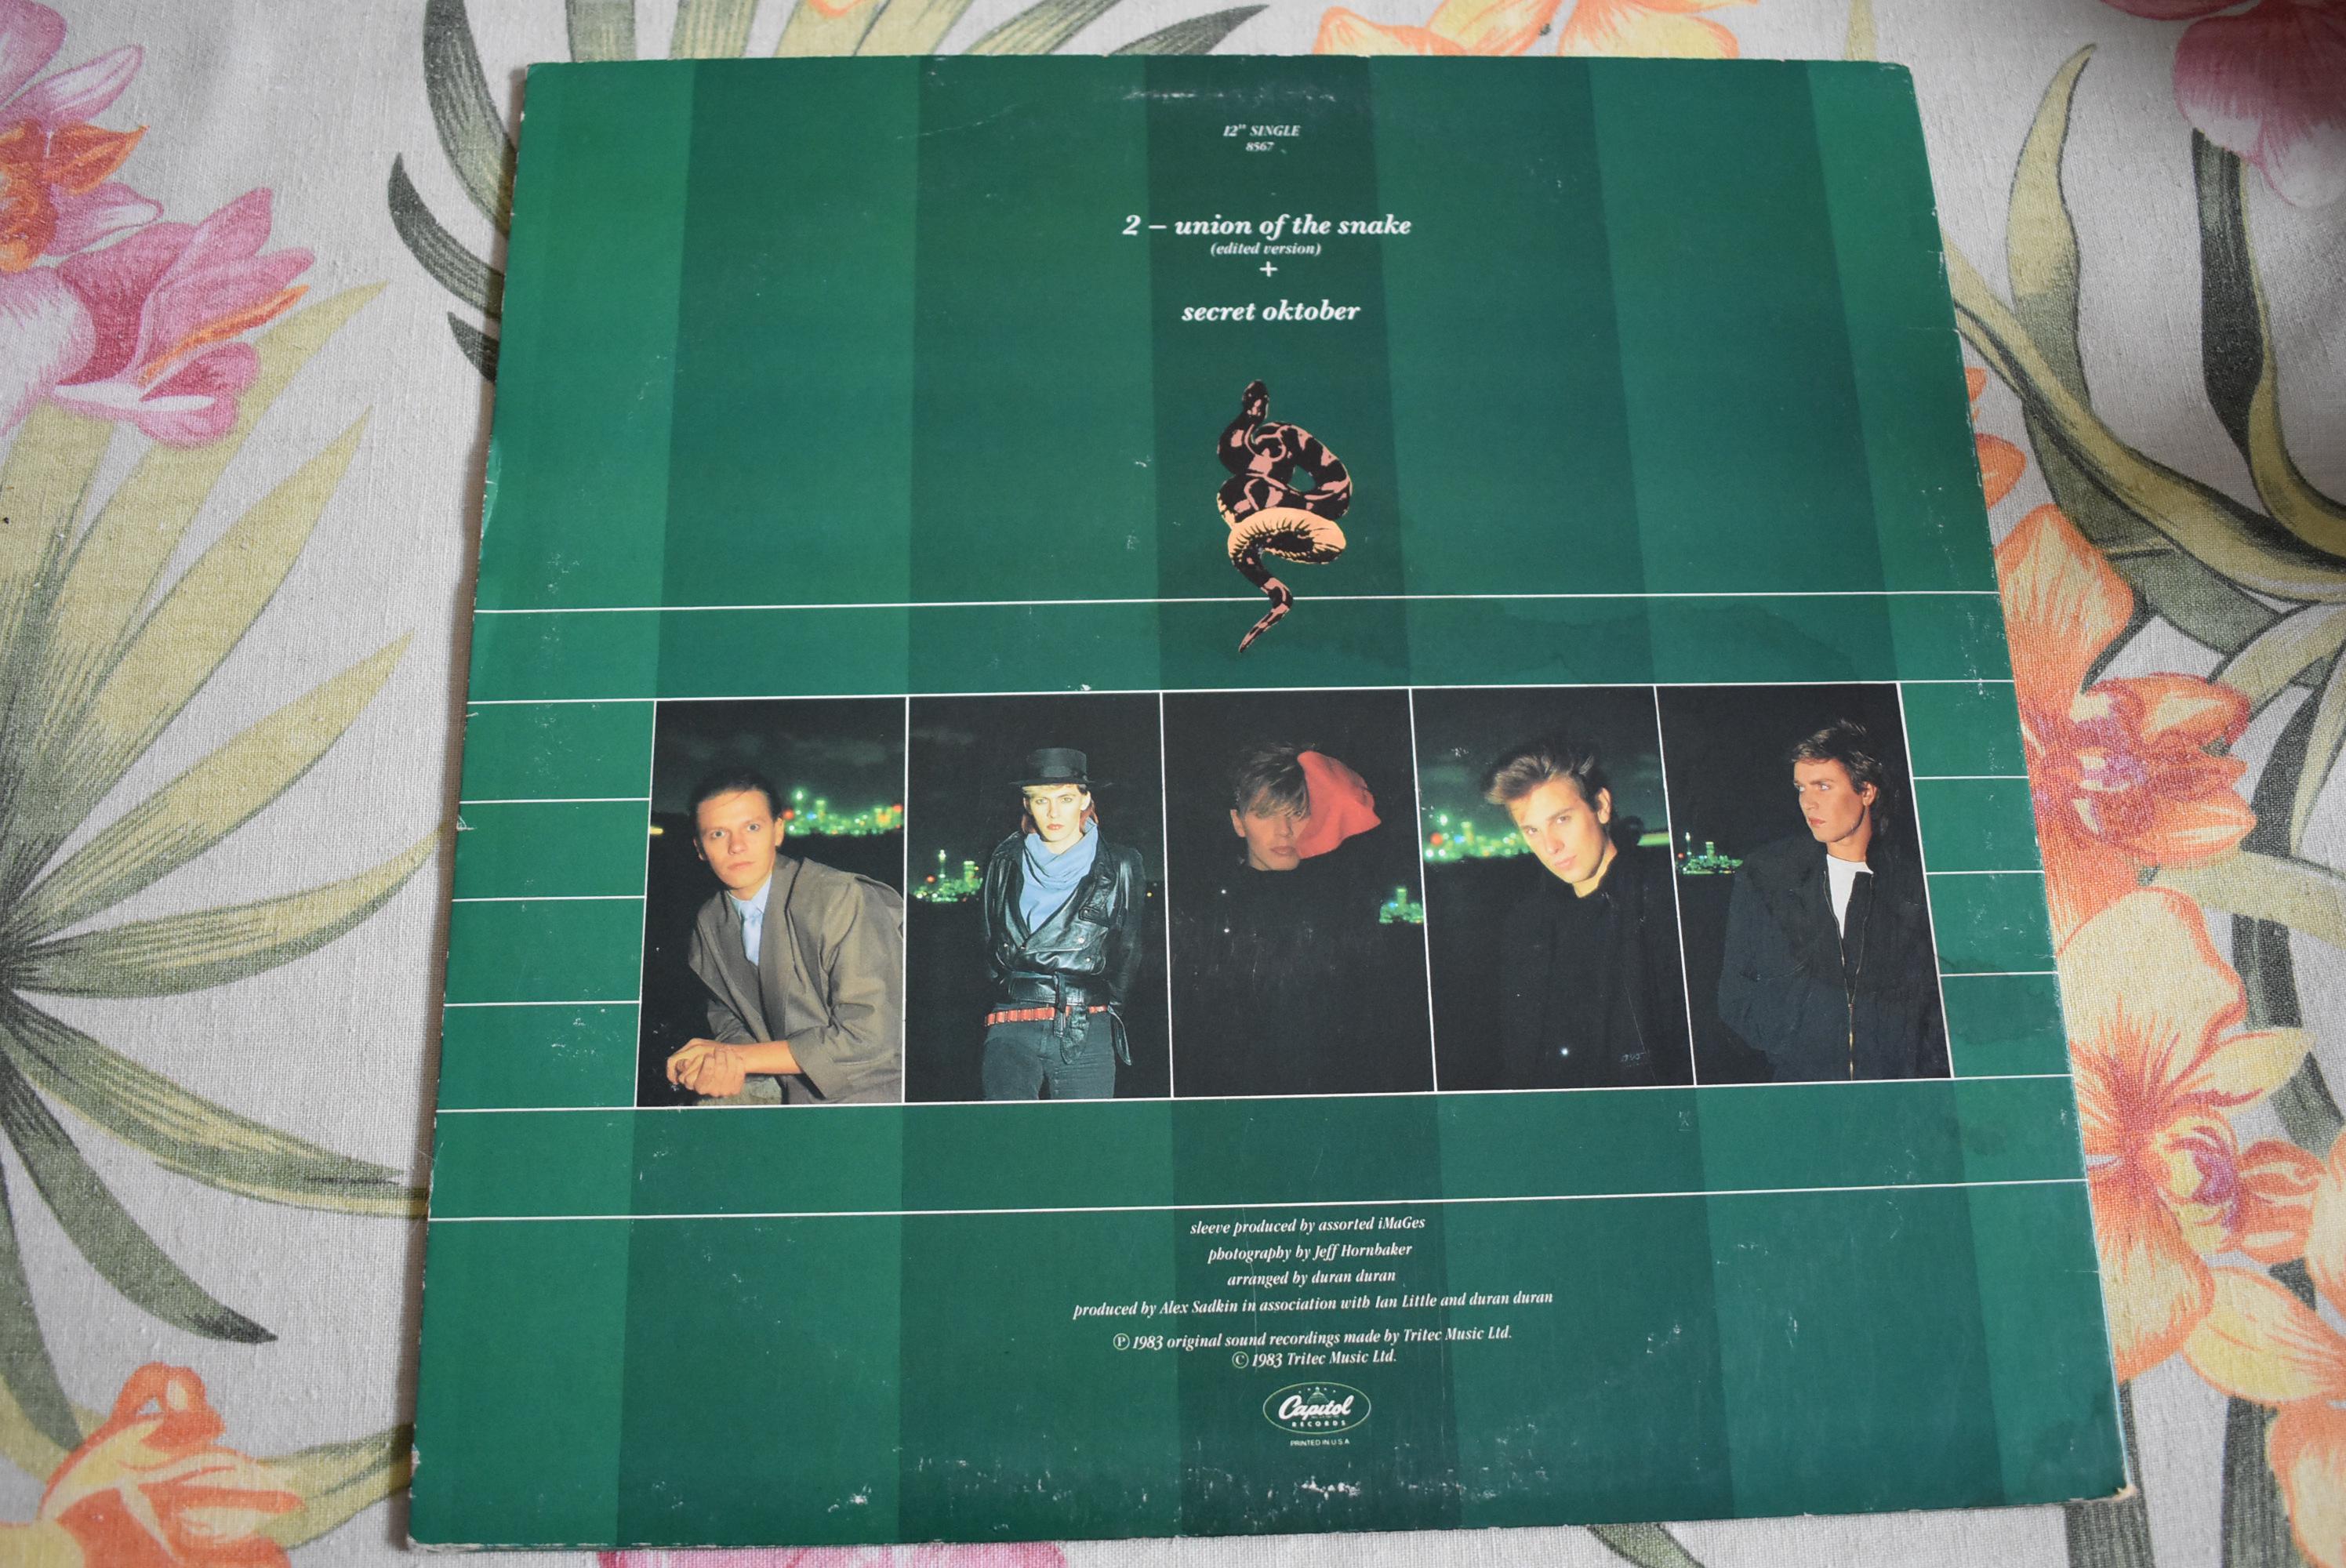 12" SINGLE
8567
2 – union of the snake
(edited version)
+
secret oktober
sleeve produced by assorted iMaGes
photography by Jeff Hornbaker
arranged by duran duran
produced by Alex Sadkin in association with Ian Little and duran duran
Ⓟ 1983 original sound recordings made by Tritec Music Ltd.
© 1983 Tritec Music Ltd.
Capitol
RECORDS
PRINTED IN U.S.A